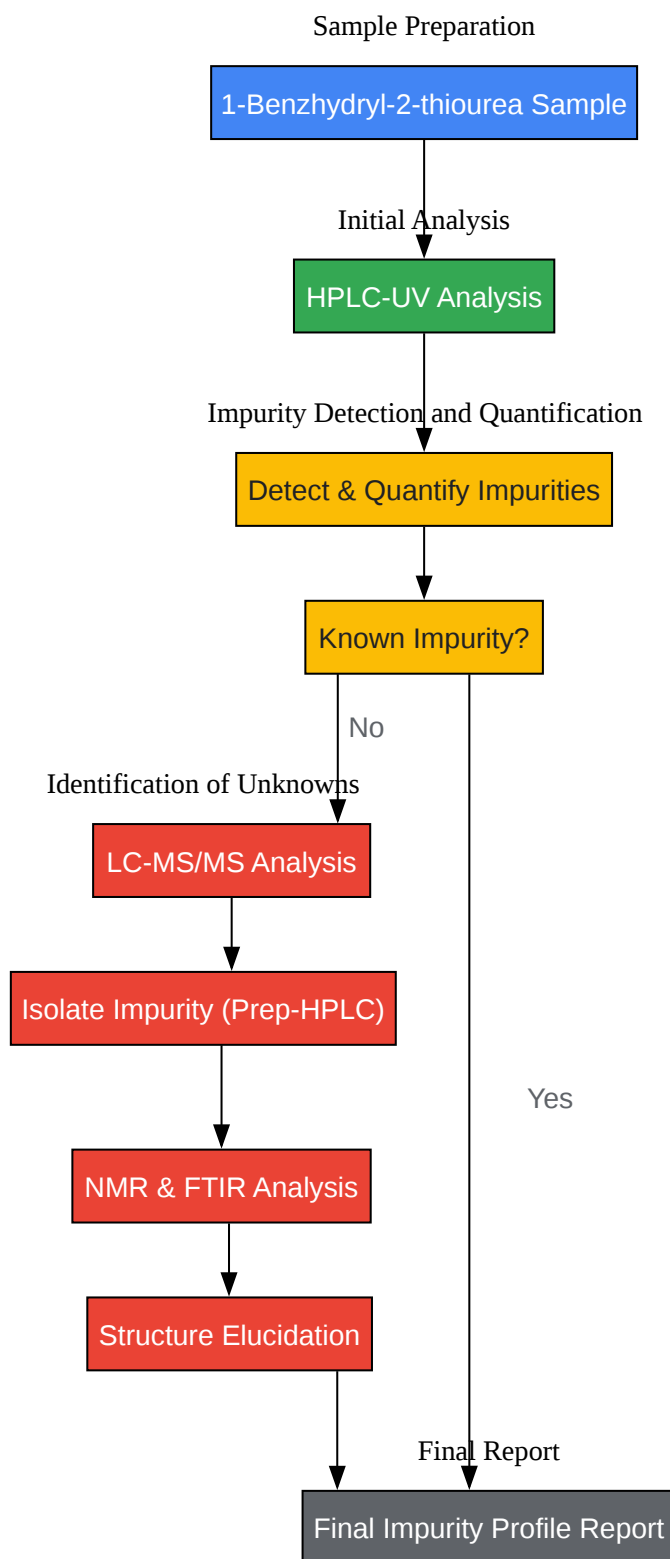 Sample Preparation
1-Benzhydryl-2-thiourea Sample
Initial Analysis
HPLC-UV Analysis
Impurity Detection and Quantification
Detect & Quantify Impurities
Known Impurity?
No
Identification of Unknowns
LC-MS/MS Analysis
Isolate Impurity (Prep-HPLC)
Yes
NMR & FTIR Analysis
Structure Elucidation
Final Report
Final Impurity Profile Report